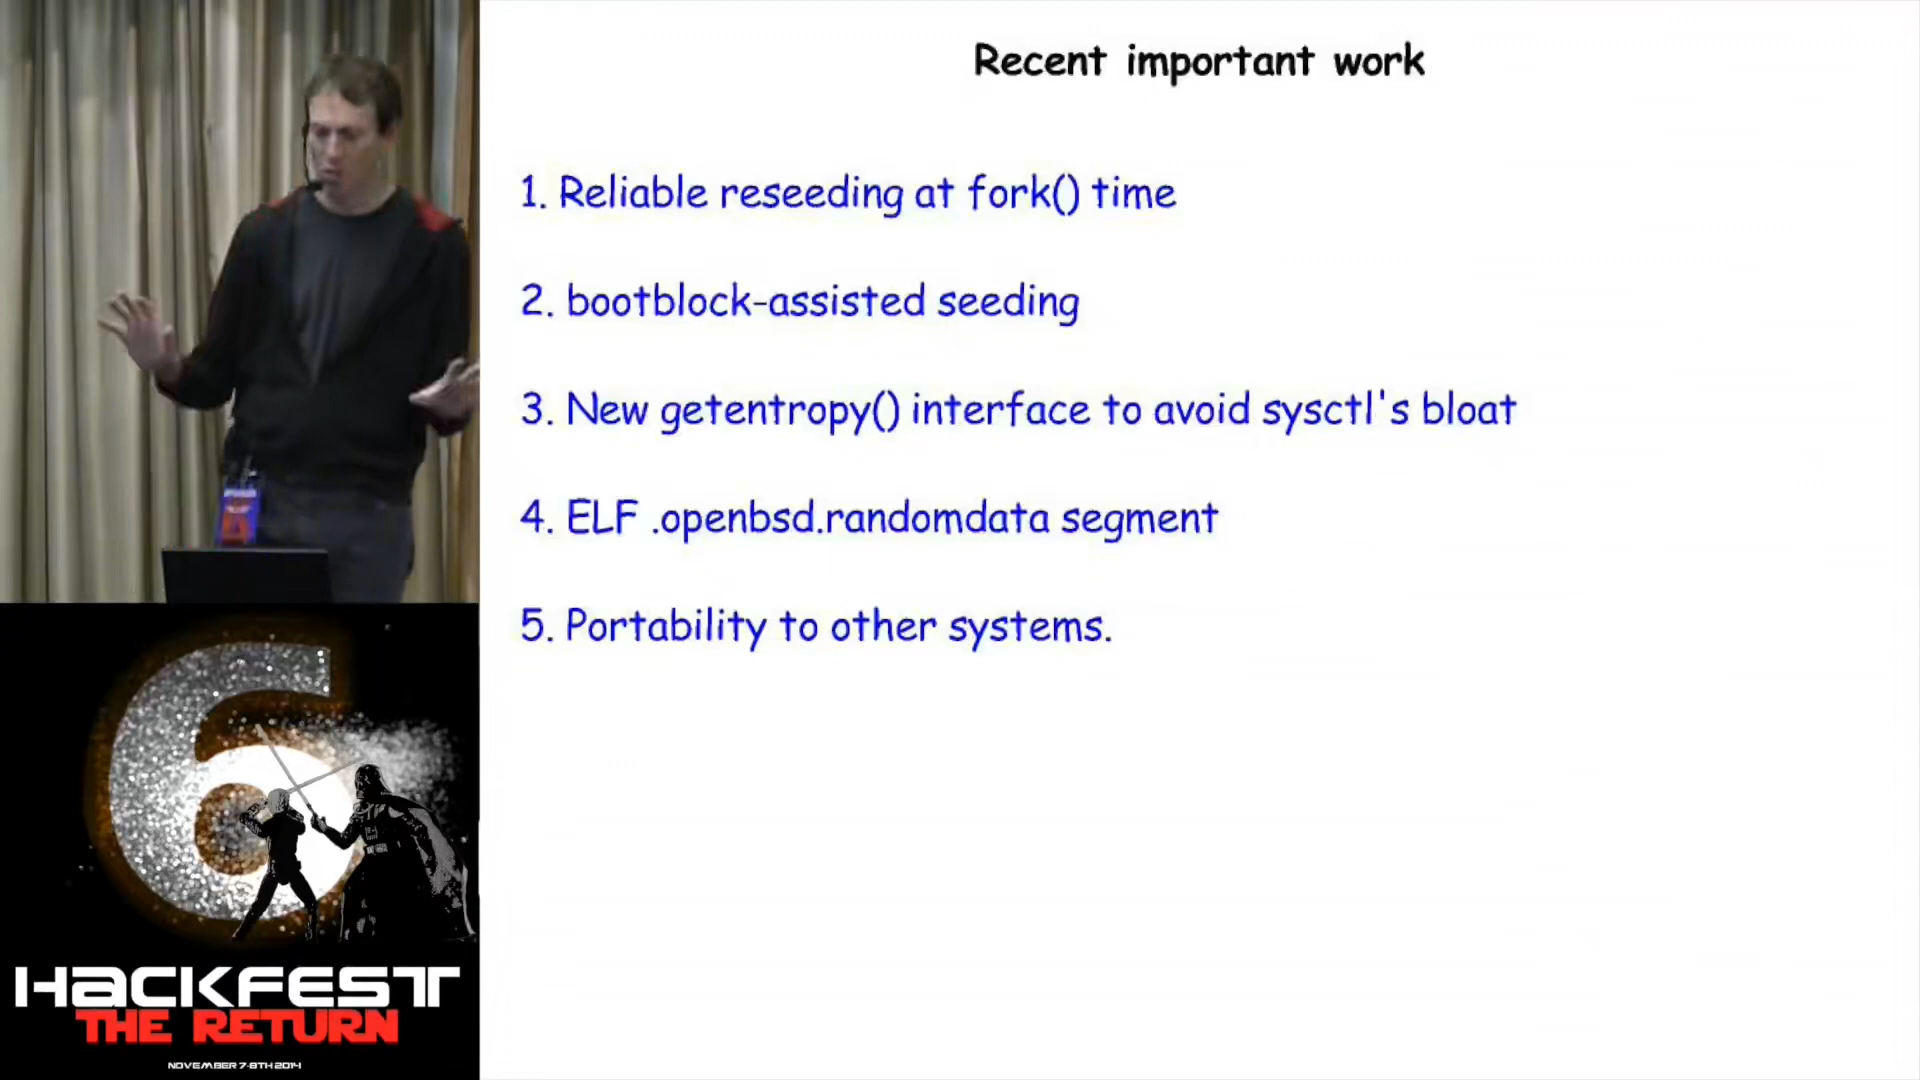 Recent important work
1. Reliable reseeding at fork() time
2. bootblock-assisted seeding
3. New getentropy() interface to avoid sysctl's bloat
4. ELF .openbsd.randomdata segment
5. Portability to other systems.
6
HACKFEST
THE RETURN
NOVEMBER 7-8TH 2014